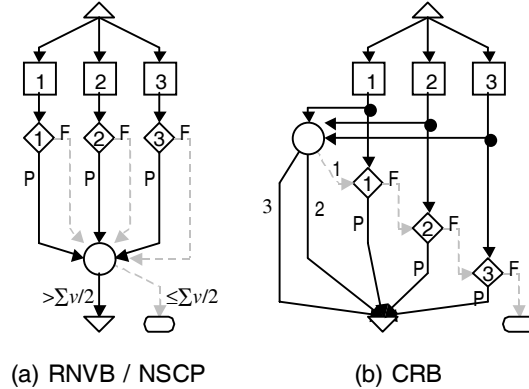 1 2 3
1 F 2 F 3 F
P P P
>∑v/2 ≤∑v/2
(a) RNVB / NSCP
1 2 3
1
3 2
1 F
P
2 F
P
3 F
P
(b) CRB